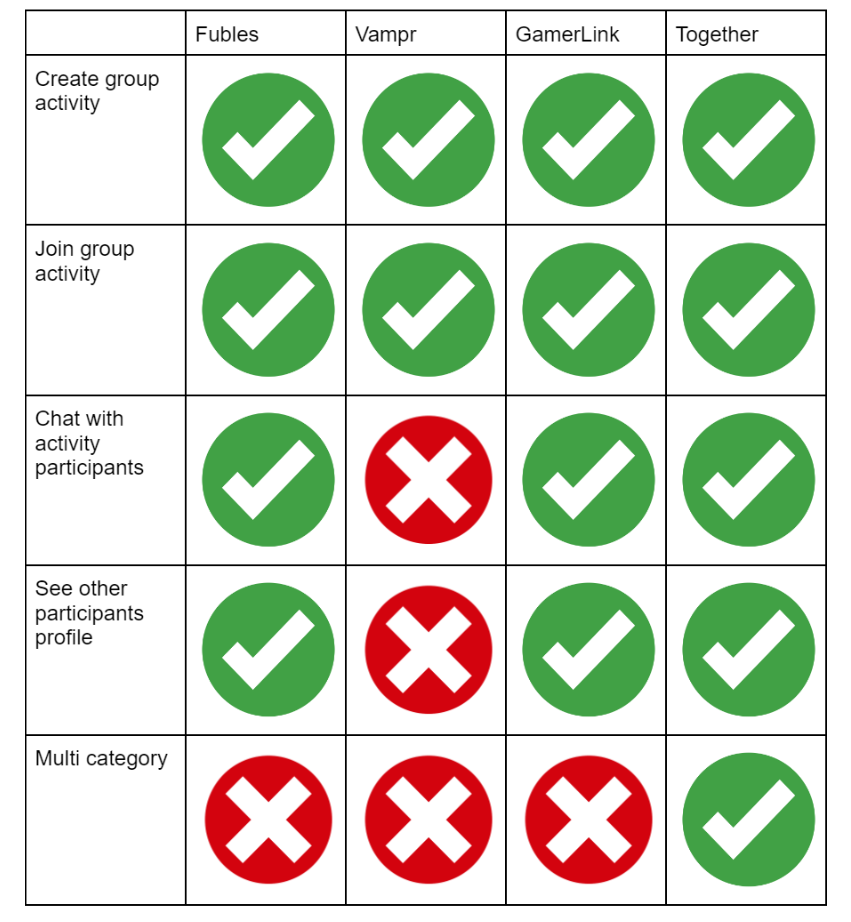 Fubles Vampr GamerLink Together
Create group
activity
Join group
activity
Chat with
activity
participants
See other
participants
profile
Multi category